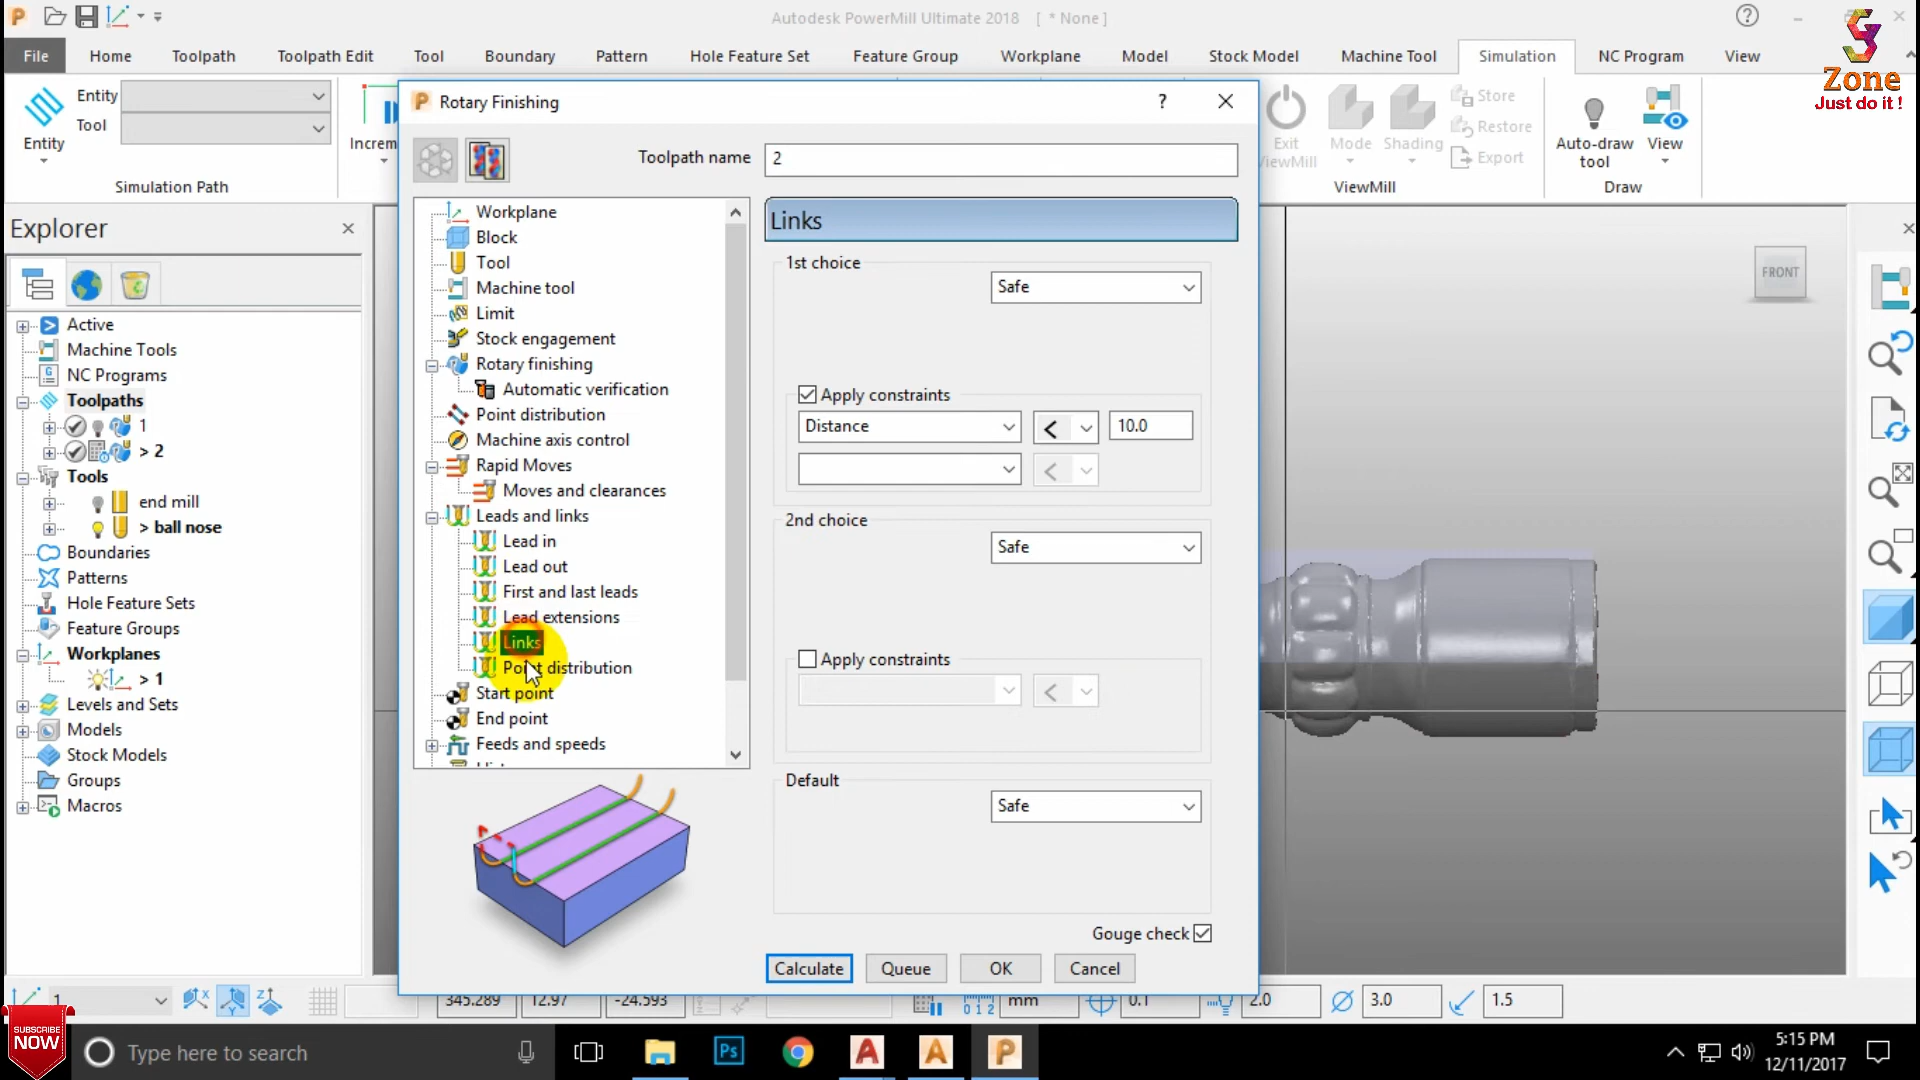 Autodesk PowerMill Ultimate 2018 [ * None ]
File Home Toolpath Toolpath Edit Tool Boundary Pattern Hole Feature Set Feature Group Workplane Model Stock Model Machine Tool Simulation NC Program View
Zone
Just do it !
Entity
Tool
Entity
Simulation Path
Increm
Exit
ViewMill
Mode
Shading
Store
Restore
Export
ViewMill
Auto-draw
tool
View
Draw
Rotary Finishing
?
Toolpath name 2
Explorer
Active
Machine Tools
NC Programs
Toolpaths
1
> 2
Tools
end mill
> ball nose
Boundaries
Patterns
Hole Feature Sets
Feature Groups
Workplanes
> 1
Levels and Sets
Models
Stock Models
Groups
Macros
Workplane
Block
Tool
Machine tool
Limit
Stock engagement
Rotary finishing
Automatic verification
Point distribution
Machine axis control
Rapid Moves
Moves and clearances
Leads and links
Lead in
Lead out
First and last leads
Lead extensions
Links
Point distribution
Start point
End point
Feeds and speeds
Links
1st choice
Safe
Apply constraints
Distance < 10.0
<
2nd choice
Safe
Apply constraints
<
Default
Safe
Gouge check
Calculate Queue OK Cancel
FRONT
1 345.289 12.97 -24.593 mm 0.1 2.0 3.0 1.5
SUBSCRIBE
NOW
Type here to search
Ps
5:15 PM
12/11/2017